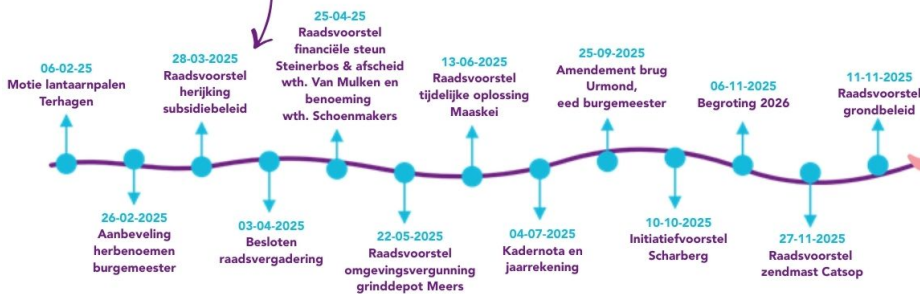 06-02-25
Motie lantaarnpalen
Terhagen
26-02-2025
Aanbeveling
herbenoemen
burgemeester
28-03-2025
Raadsvoorstel
herijking
subsidiebeleid
03-04-2025
Besloten
raadsvergadering
25-04-25
Raadsvoorstel
financiële steun
Steinerbos & afscheid
wth. Van Mulken en
benoeming
wth. Schoenmakers
22-05-2025
Raadsvoorstel
omgevingsvergunning
grinddepot Meers
13-06-2025
Raadsvoorstel
tijdelijke oplossing
Maaskei
04-07-2025
Kadernota en
jaarrekening
25-09-2025
Amendement brug
Urmond,
eed burgemeester
10-10-2025
Initiatiefvoorstel
Scharberg
06-11-2025
Begroting 2026
27-11-2025
Raadsvoorstel
zendmast Catsop
11-11-2025
Raadsvoorstel
grondbeleid